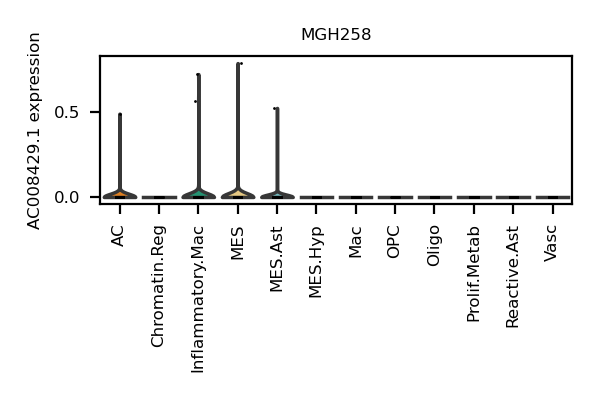 MGH258
AC008429.1 expression
0.5
0.0
AC
Chromatin.Reg
Inflammatory.Mac
MES
MES.Ast
MES.Hyp
Mac
OPC
Oligo
Prolif.Metab
Reactive.Ast
Vasc